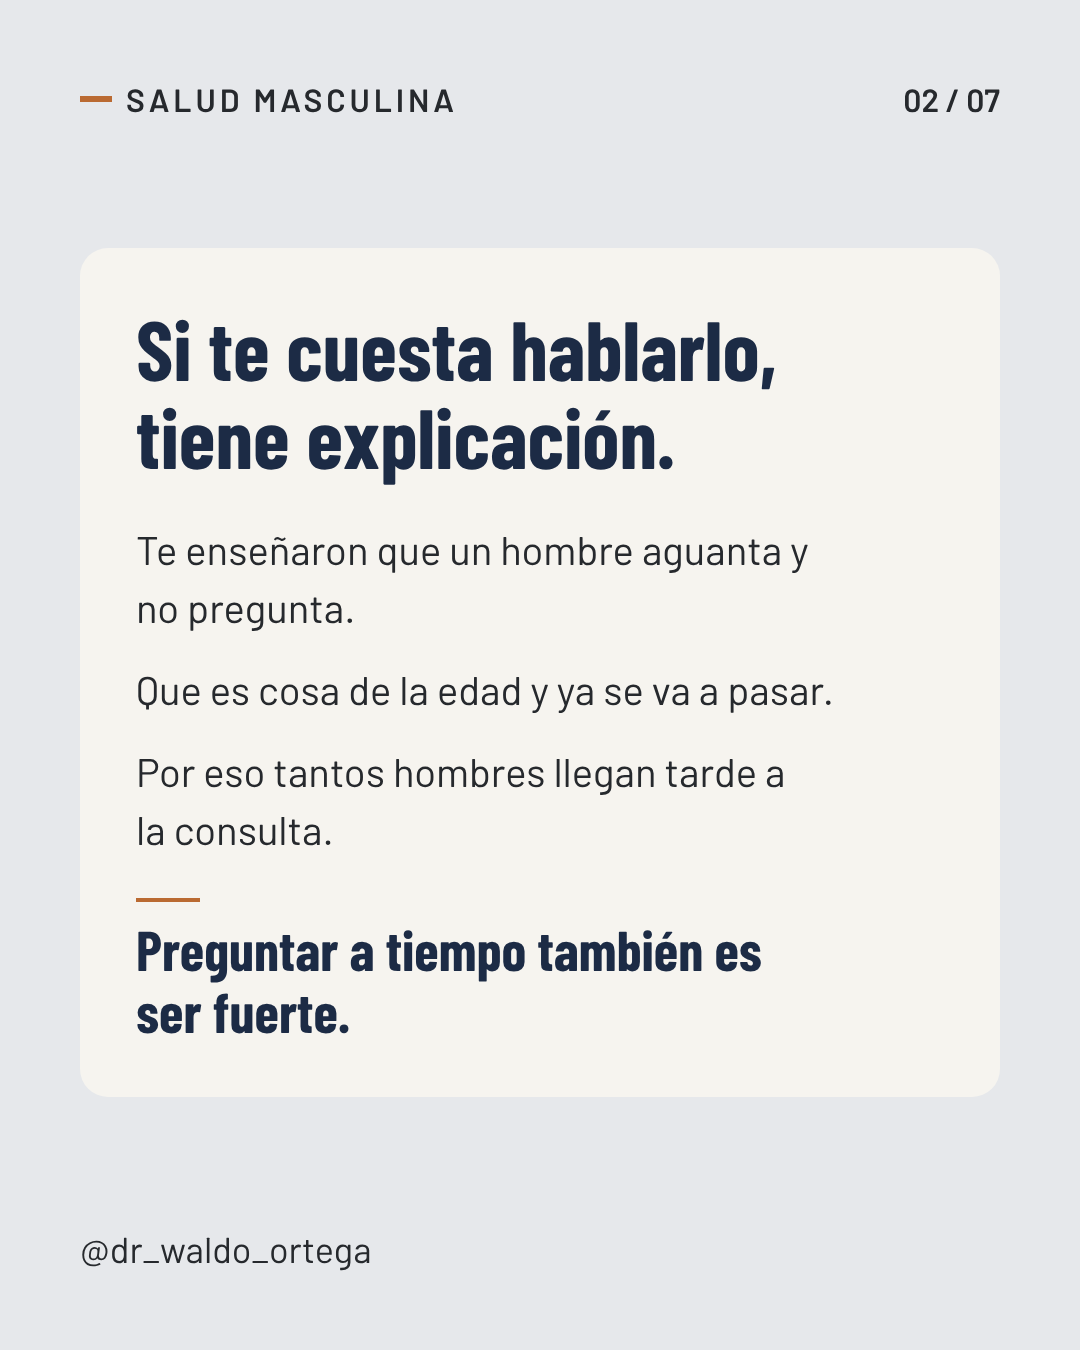 SALUD MASCULINA
02 / 07
Si te cuesta hablarlo,
tiene explicación.
Te enseñaron que un hombre aguanta y
no pregunta.
Que es cosa de la edad y ya se va a pasar.
Por eso tantos hombres llegan tarde a
la consulta.
Preguntar a tiempo también es
ser fuerte.
@dr_waldo_ortega